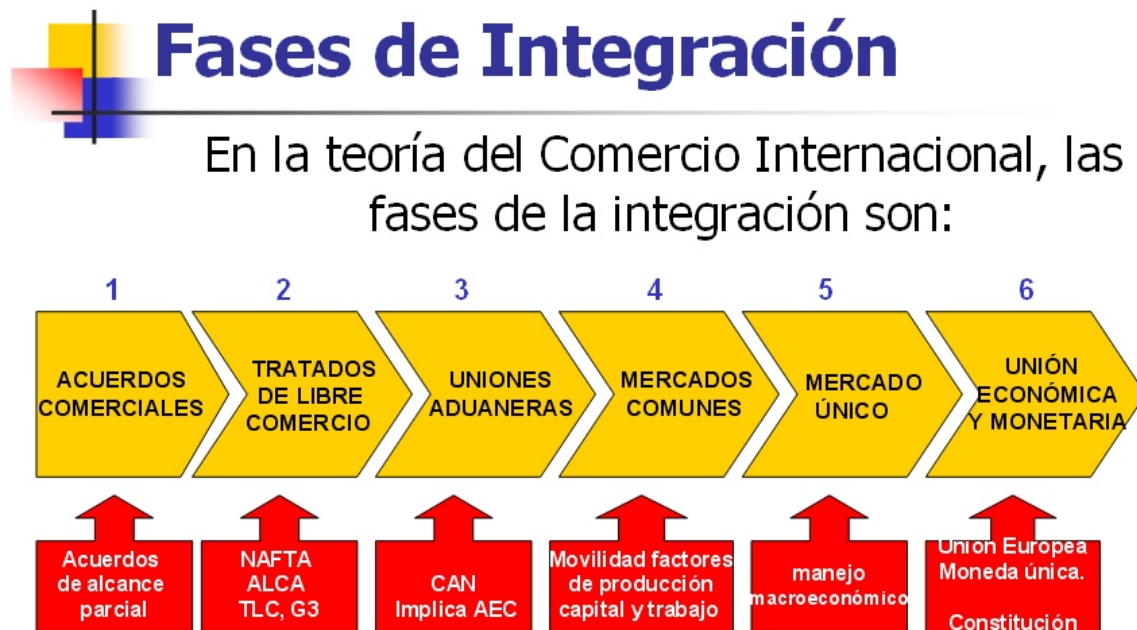 Fases de Integración
En la teoría del Comercio Internacional, las
fases de la integración son:
1
2
3
4
5
6
ACUERDOS
COMERCIALES
TRATADOS
DE LIBRE
COMERCIO
UNIONES
ADUANERAS
MERCADOS
COMUNES
MERCADO
ÚNICO
UNIÓN
ECONÓMICA
Y MONETARIA
Acuerdos
de alcance
parcial
NAFTA
ALCA
TLC, G3
CAN
Implica AEC
Movilidad factores
de producción
capital y trabajo
manejo
macroeconómico
Unión Europea
Moneda única.
Constitución